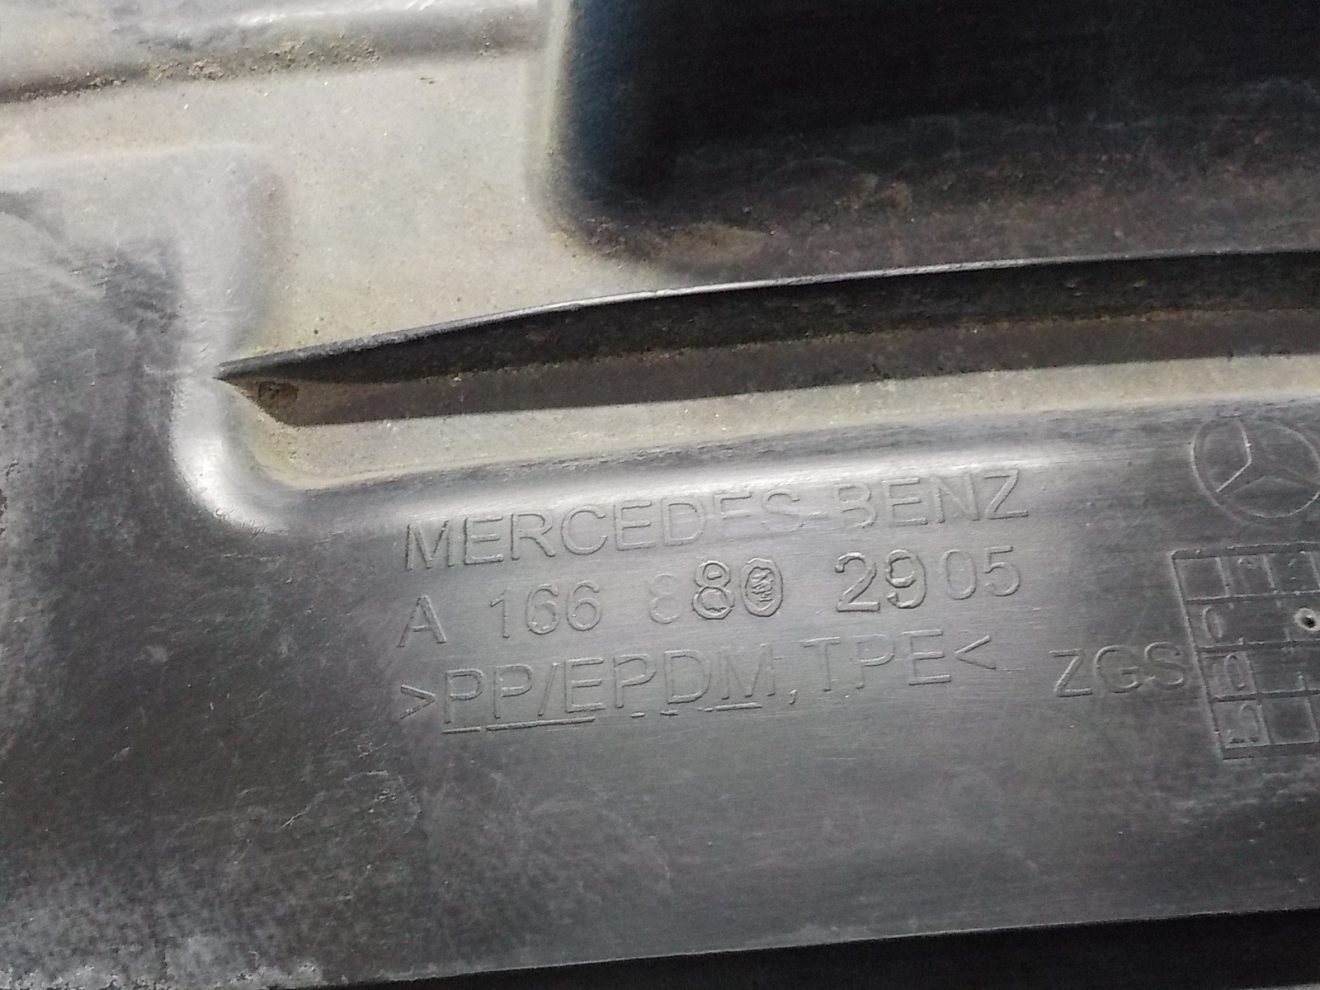 MERCEDES-BENZ
A 166 880 2905
>PP/EPDM,TPE<
ZGS